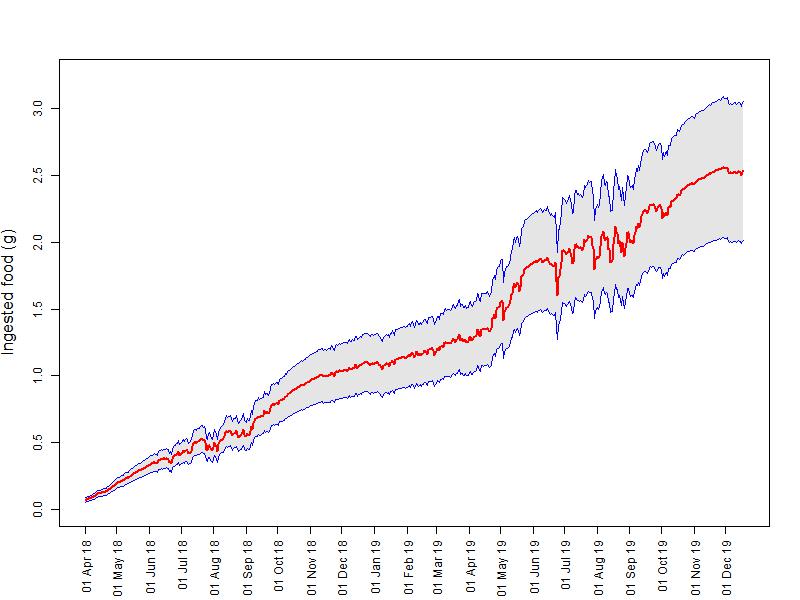 Ingested food (g)
3.0
2.5
2.0
1.5
1.0
0.5
0.0
01 Apr 18
01 May 18
01 Jun 18
01 Jul 18
01 Aug 18
01 Sep 18
01 Oct 18
01 Nov 18
01 Dec 18
01 Jan 19
01 Feb 19
01 Mar 19
01 Apr 19
01 May 19
01 Jun 19
01 Jul 19
01 Aug 19
01 Sep 19
01 Oct 19
01 Nov 19
01 Dec 19